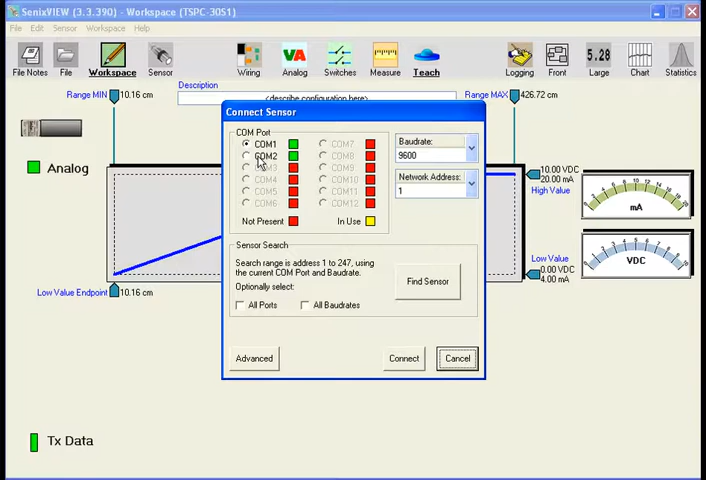 SenixVIEW (3.3.390) - Workspace (TSPC-30S1)
File Edit Sensor Workspace Help
VA
5.28
File Notes File Workspace Sensor Wiring Analog Switches Measure Teach Logging Front Large Chart Statistics
Description
Range MIN 10.16 cm <describe configuration here> Range MAX 426.72 cm
Connect Sensor
COM Port
COM1 COM7
COM2 COM8
COM3 COM9
COM4 COM10
COM5 COM11
COM6 COM12
Not Present In Use
Baudrate:
9600
Network Address:
1
Analog
10.00 VDC
20.00 mA
High Value
mA
Low Value
0.00 VDC
4.00 mA
VDC
Low Value Endpoint 10.16 cm
Sensor Search
Search range is address 1 to 247, using
the current COM Port and Baudrate.
Optionally select:
All Ports All Baudrates
Find Sensor
Advanced Connect Cancel
Tx Data